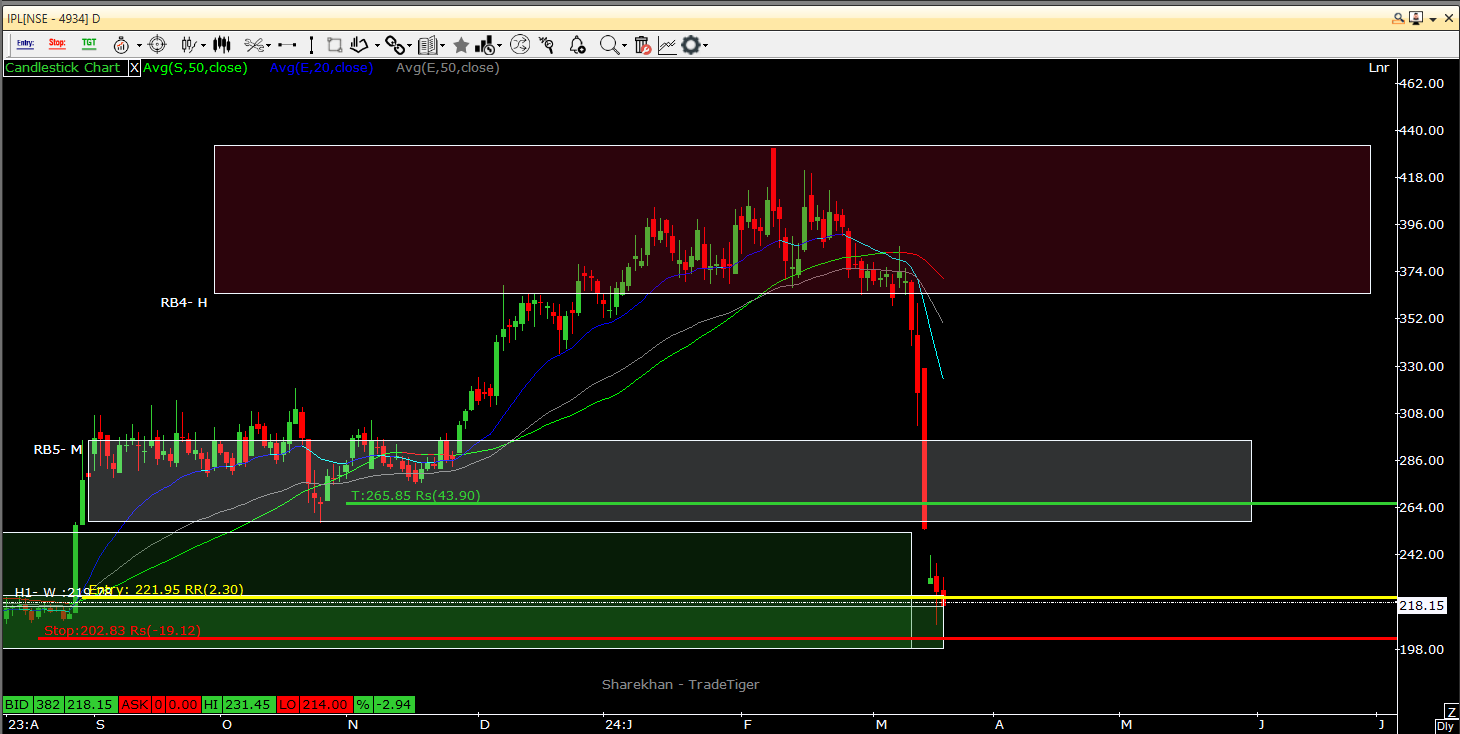 IPL[NSE - 4934] D
Entry: Stop: TGT
Candlestick Chart X Avg(S,50,close) Avg(E,20,close) Avg(E,50,close) Lnr
462.00
440.00
418.00
396.00
374.00
RB4- H
352.00
330.00
308.00
RB5- M
286.00
T:265.85 Rs(43.90)
264.00
242.00
H1- W :219
Entry: 221.95 RR(2.30)
218.15
Stop:202.83 Rs(-19.12)
198.00
Sharekhan - TradeTiger
BID 382 218.15 ASK 0 0.00 HI 231.45 LO 214.00 % -2.94
Z
23:A S O N D 24:J F M A M J J Dly